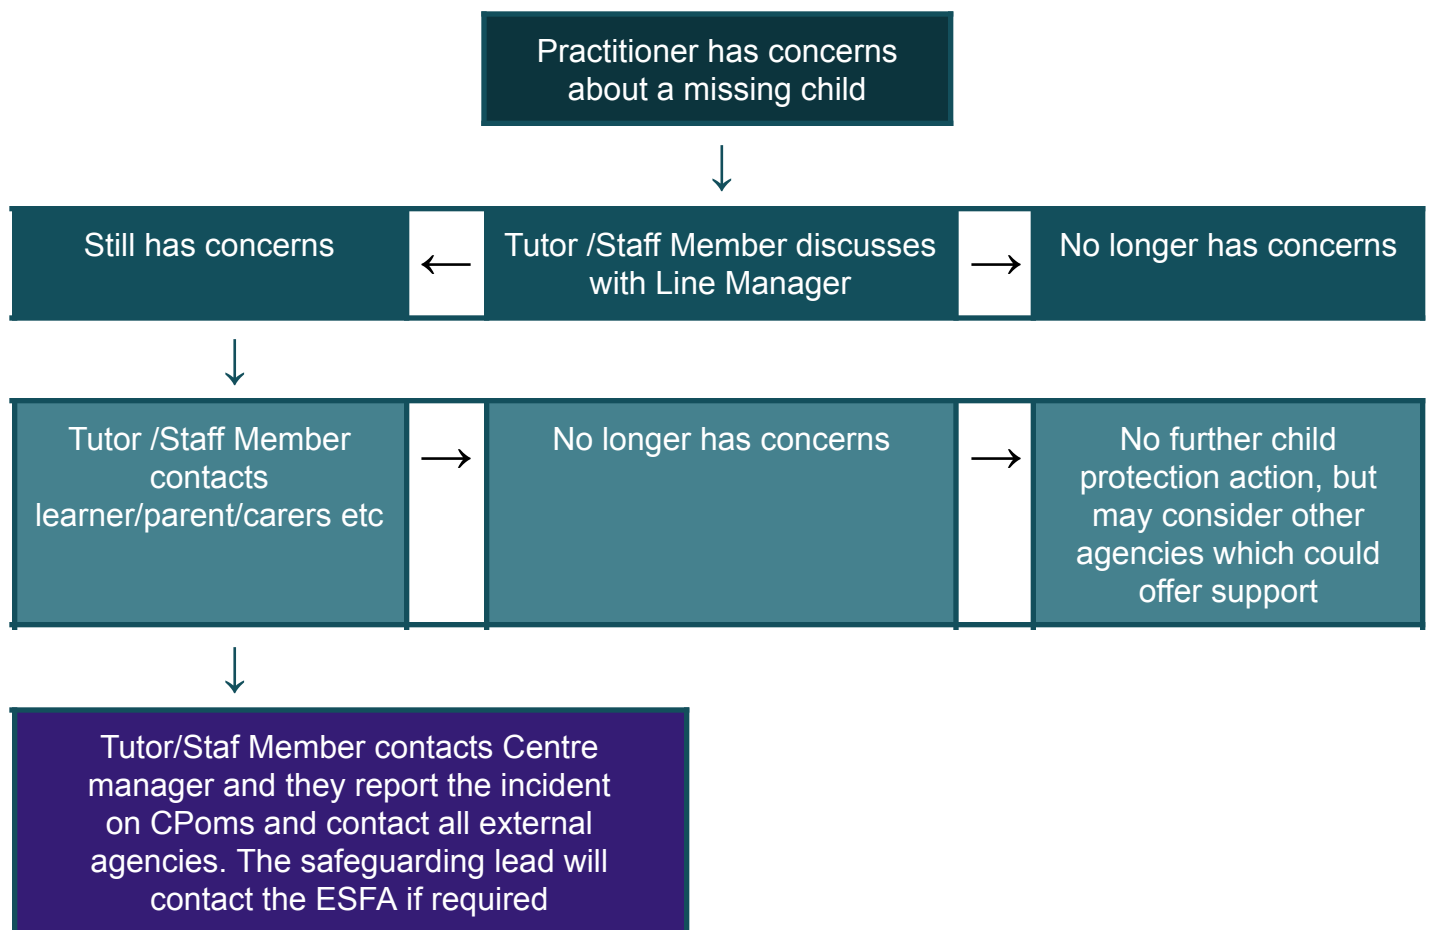 Practitioner has concerns
about a missing child
↓
Still has concerns
←
Tutor /Staff Member discusses
with Line Manager
→
No longer has concerns
↓
Tutor /Staff Member
contacts
learner/parent/carers etc
→
No longer has concerns
→
No further child
protection action, but
may consider other
agencies which could
offer support
↓
Tutor/Staf Member contacts Centre
manager and they report the incident
on CPoms and contact all external
agencies. The safeguarding lead will
contact the ESFA if required